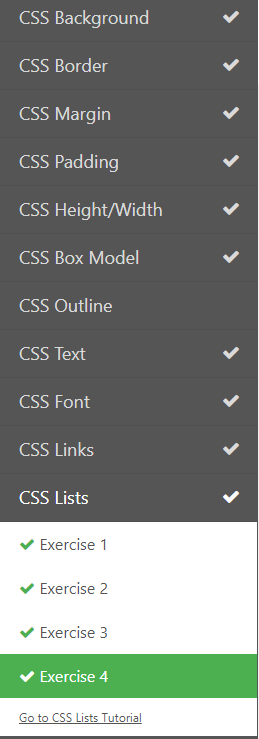 CSS Background
CSS Border
CSS Margin
CSS Padding
CSS Height/Width
CSS Box Model
CSS Outline
CSS Text
CSS Font
CSS Links
CSS Lists
Exercise 1
Exercise 2
Exercise 3
Exercise 4
Go to CSS Lists Tutorial